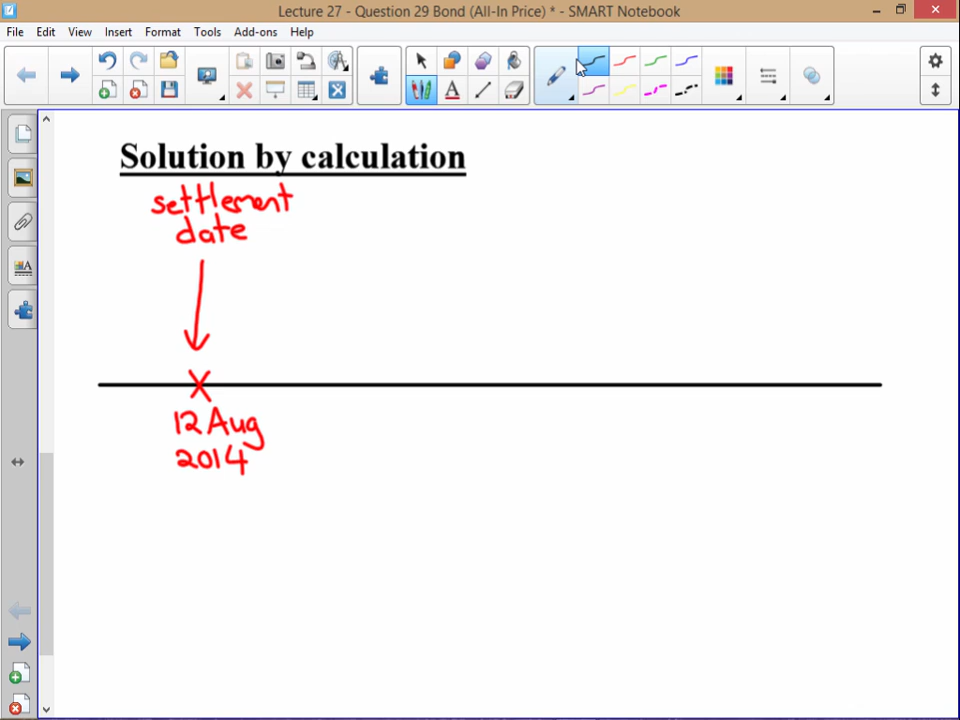 Lecture 27 - Question 29 Bond (All-In Price) * - SMART Notebook
File Edit View Insert Format Tools Add-ons Help
Solution by calculation
settlement
date
12 Aug
2014